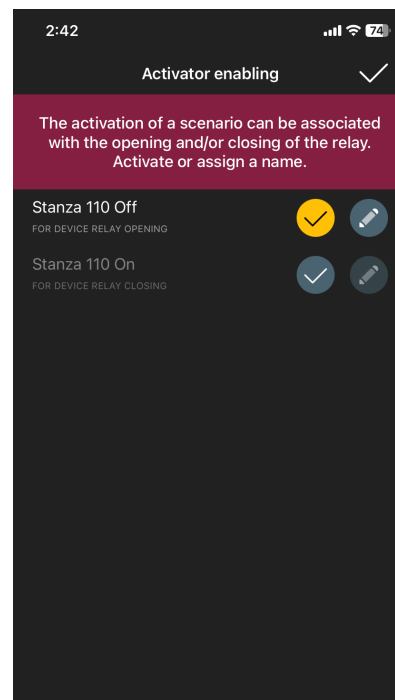 2:42
74
Activator enabling
The activation of a scenario can be associated
with the opening and/or closing of the relay.
Activate or assign a name.
Stanza 110 Off
FOR DEVICE RELAY OPENING
Stanza 110 On
FOR DEVICE RELAY CLOSING